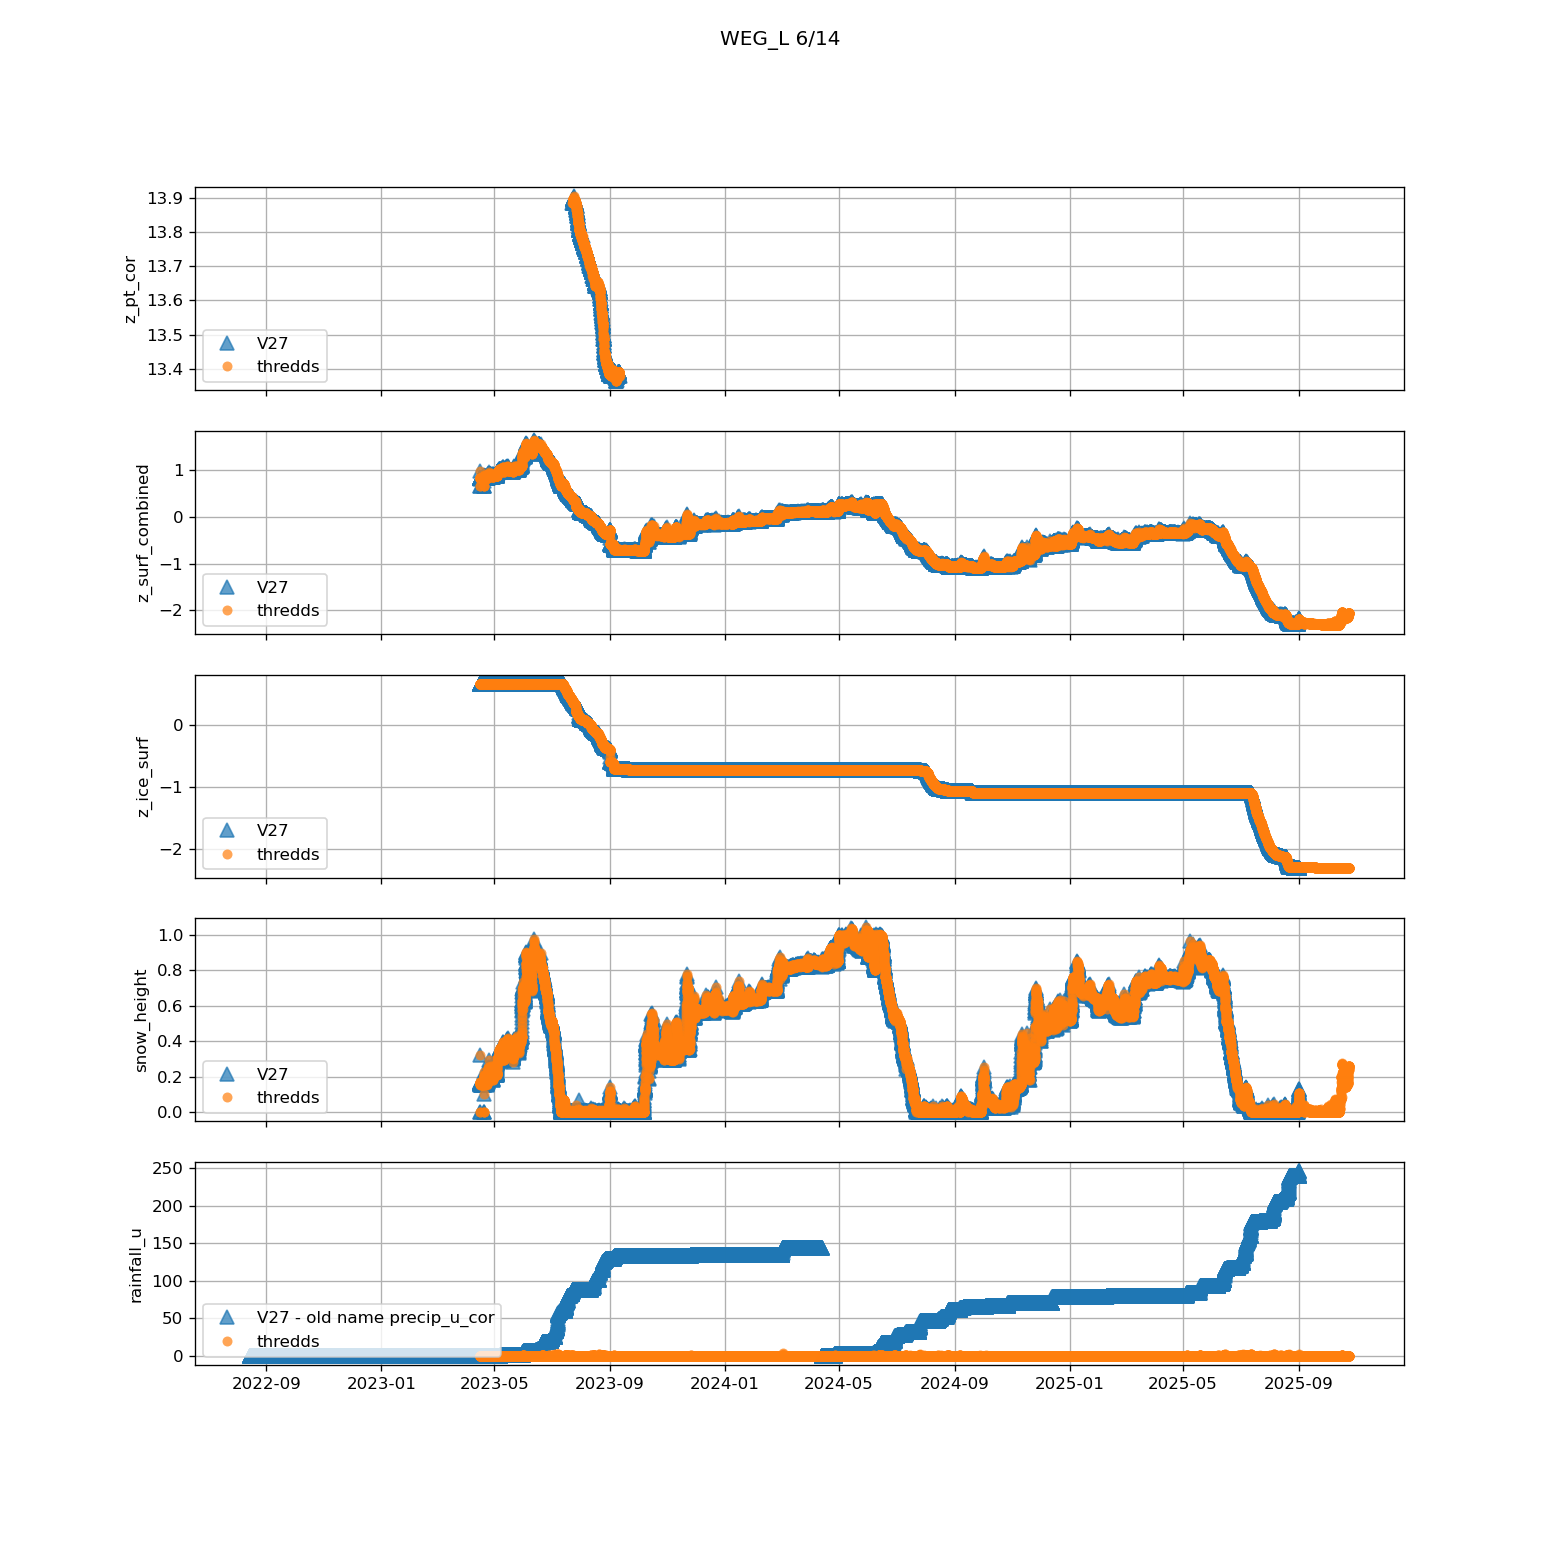 WEG_L 6/14
13.9
13.8
13.7
13.6
13.5
13.4
z_pt_cor
V27
thredds
1
0
−1
−2
z_surf_combined
V27
thredds
0
−1
−2
z_ice_surf
V27
thredds
1.0
0.8
0.6
0.4
0.2
0.0
snow_height
V27
thredds
250
200
150
100
50
0
rainfall_u
V27 - old name precip_u_cor
thredds
2022-09 2023-01 2023-05 2023-09 2024-01 2024-05 2024-09 2025-01 2025-05 2025-09